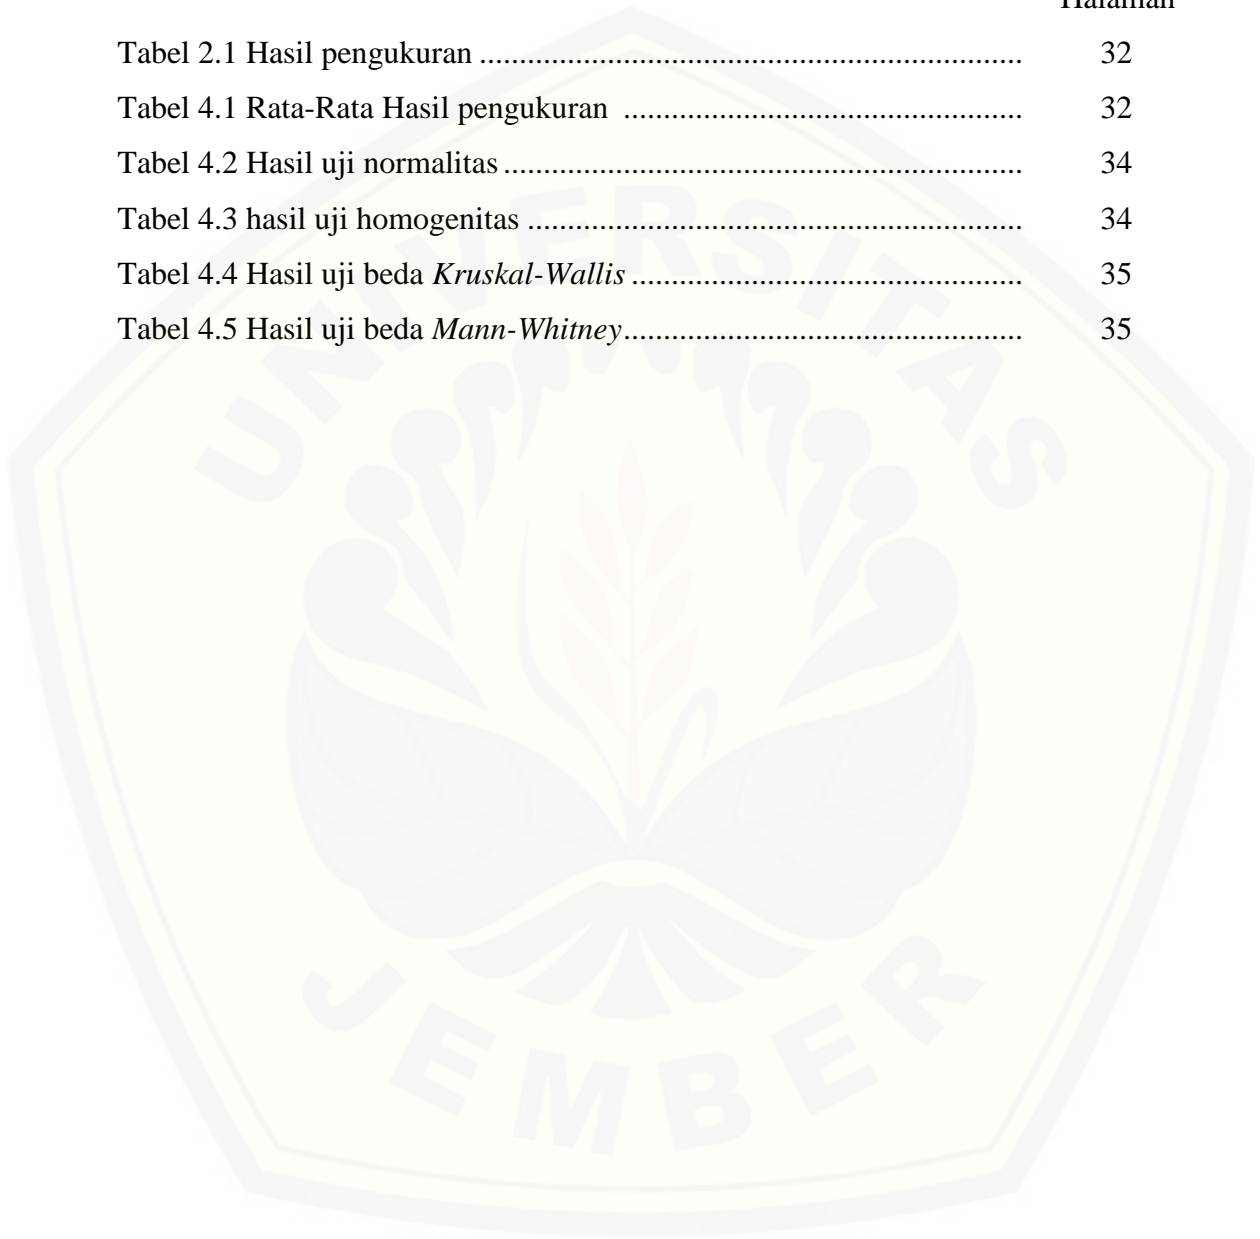 Halaman
Tabel 2.1 Hasil pengukuran .................................................................. 32
Tabel 4.1 Rata-Rata Hasil pengukuran ................................................. 32
Tabel 4.2 Hasil uji normalitas ............................................................... 34
Tabel 4.3 hasil uji homogenitas ............................................................ 34
Tabel 4.4 Hasil uji beda Kruskal-Wallis ............................................... 35
Tabel 4.5 Hasil uji beda Mann-Whitney ................................................ 35
UNIVERSITAS
JEMBER